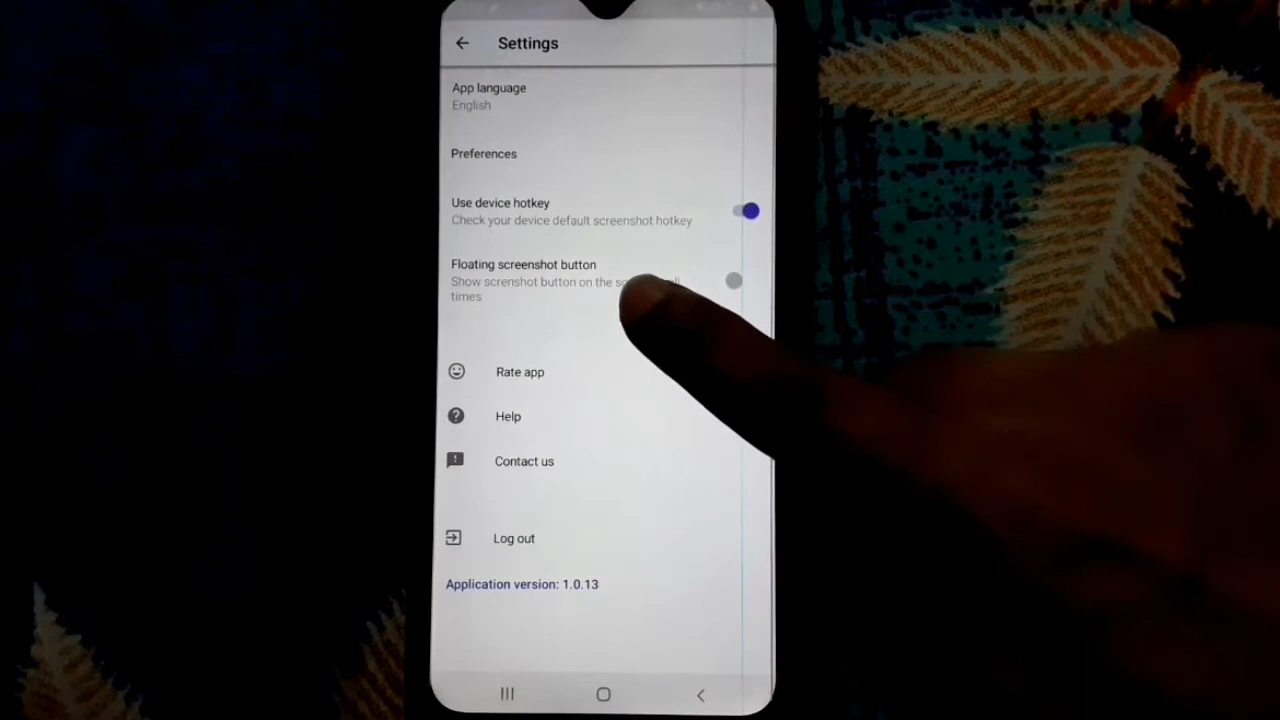 Settings
App language
English
Preferences
Use device hotkey
Check your device default screenshot hotkey
Floating screenshot button
Show screnshot button on the
times
Rate app
Help
Contact us
Log out
Application version: 1.0.13